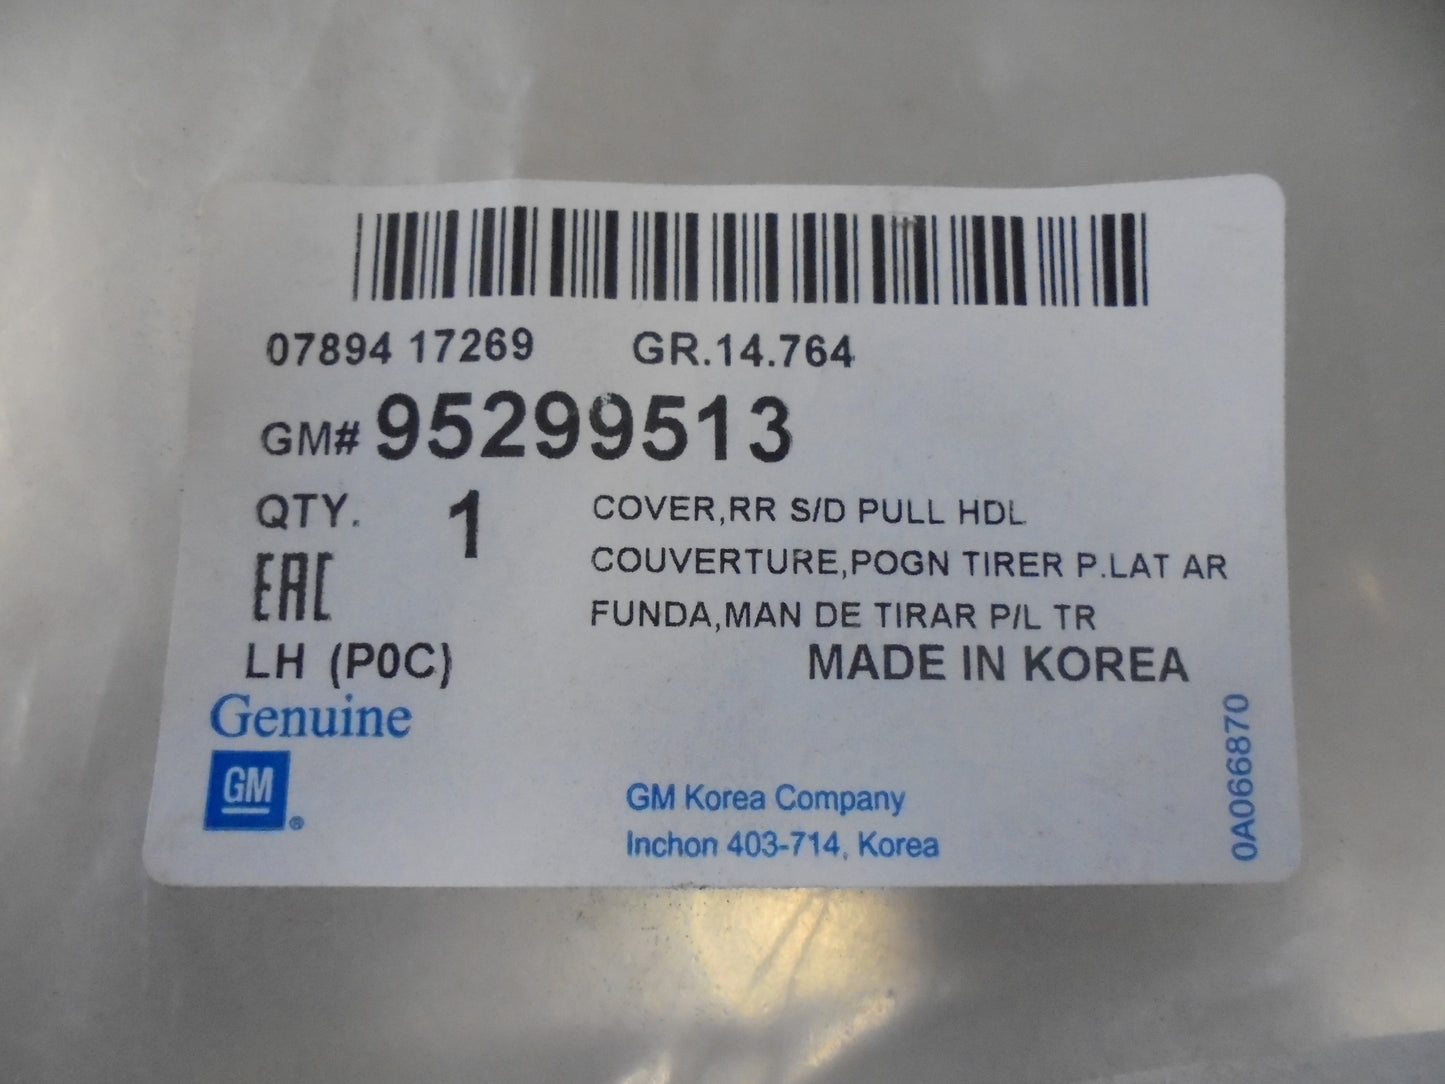 07894 17269 GR.14.764
GM# 95299513
QTY. 1 COVER,RR S/D PULL HDL
EAC COUVERTURE,POGN TIRER P.LAT AR
FUNDA,MAN DE TIRAR P/L TR
LH (P0C) MADE IN KOREA
Genuine
GM ®
GM Korea Company
Inchon 403-714, Korea
0A066870